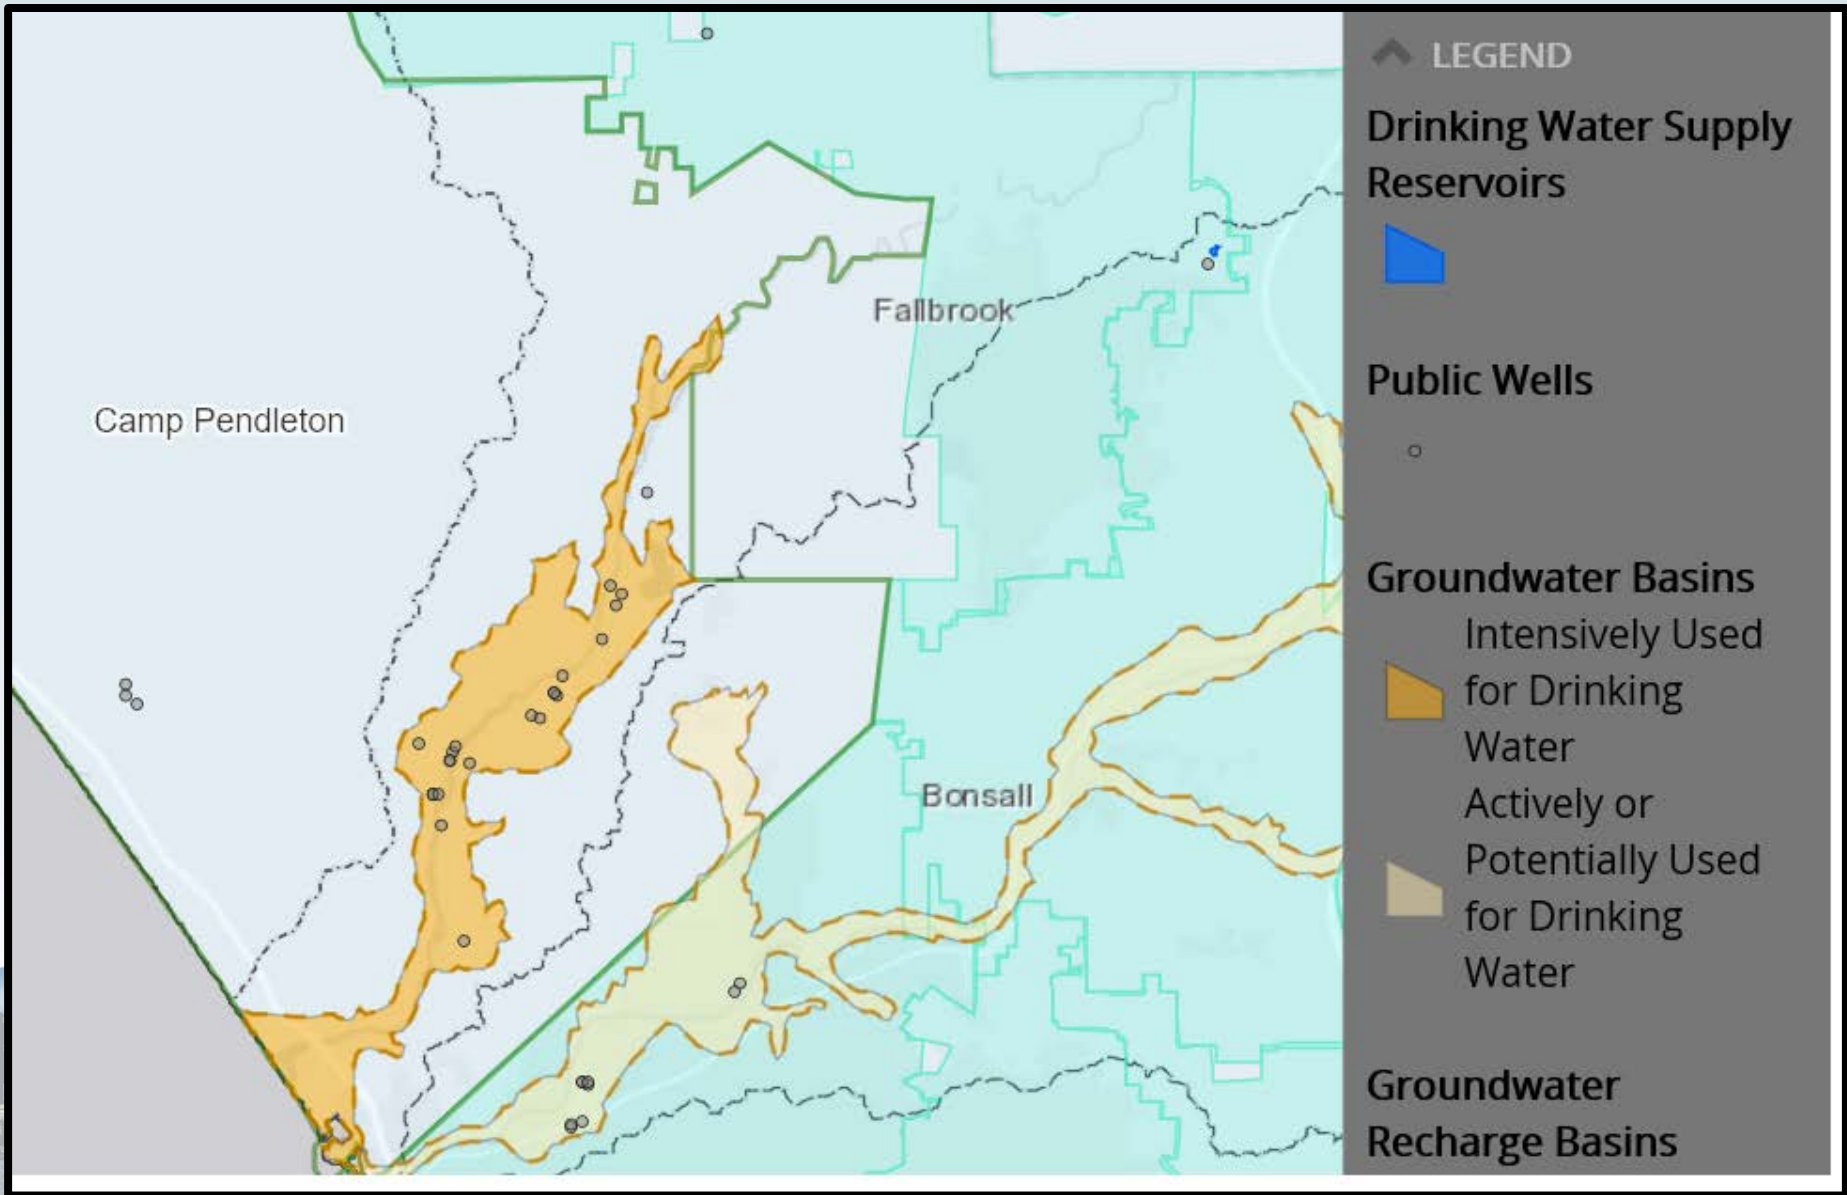 LEGEND
Drinking Water Supply
Reservoirs
Public Wells
Groundwater Basins
Intensively Used
for Drinking
Water
Actively or
Potentially Used
for Drinking
Water
Groundwater
Recharge Basins
Fallbrook
Camp Pendleton
Bonsall